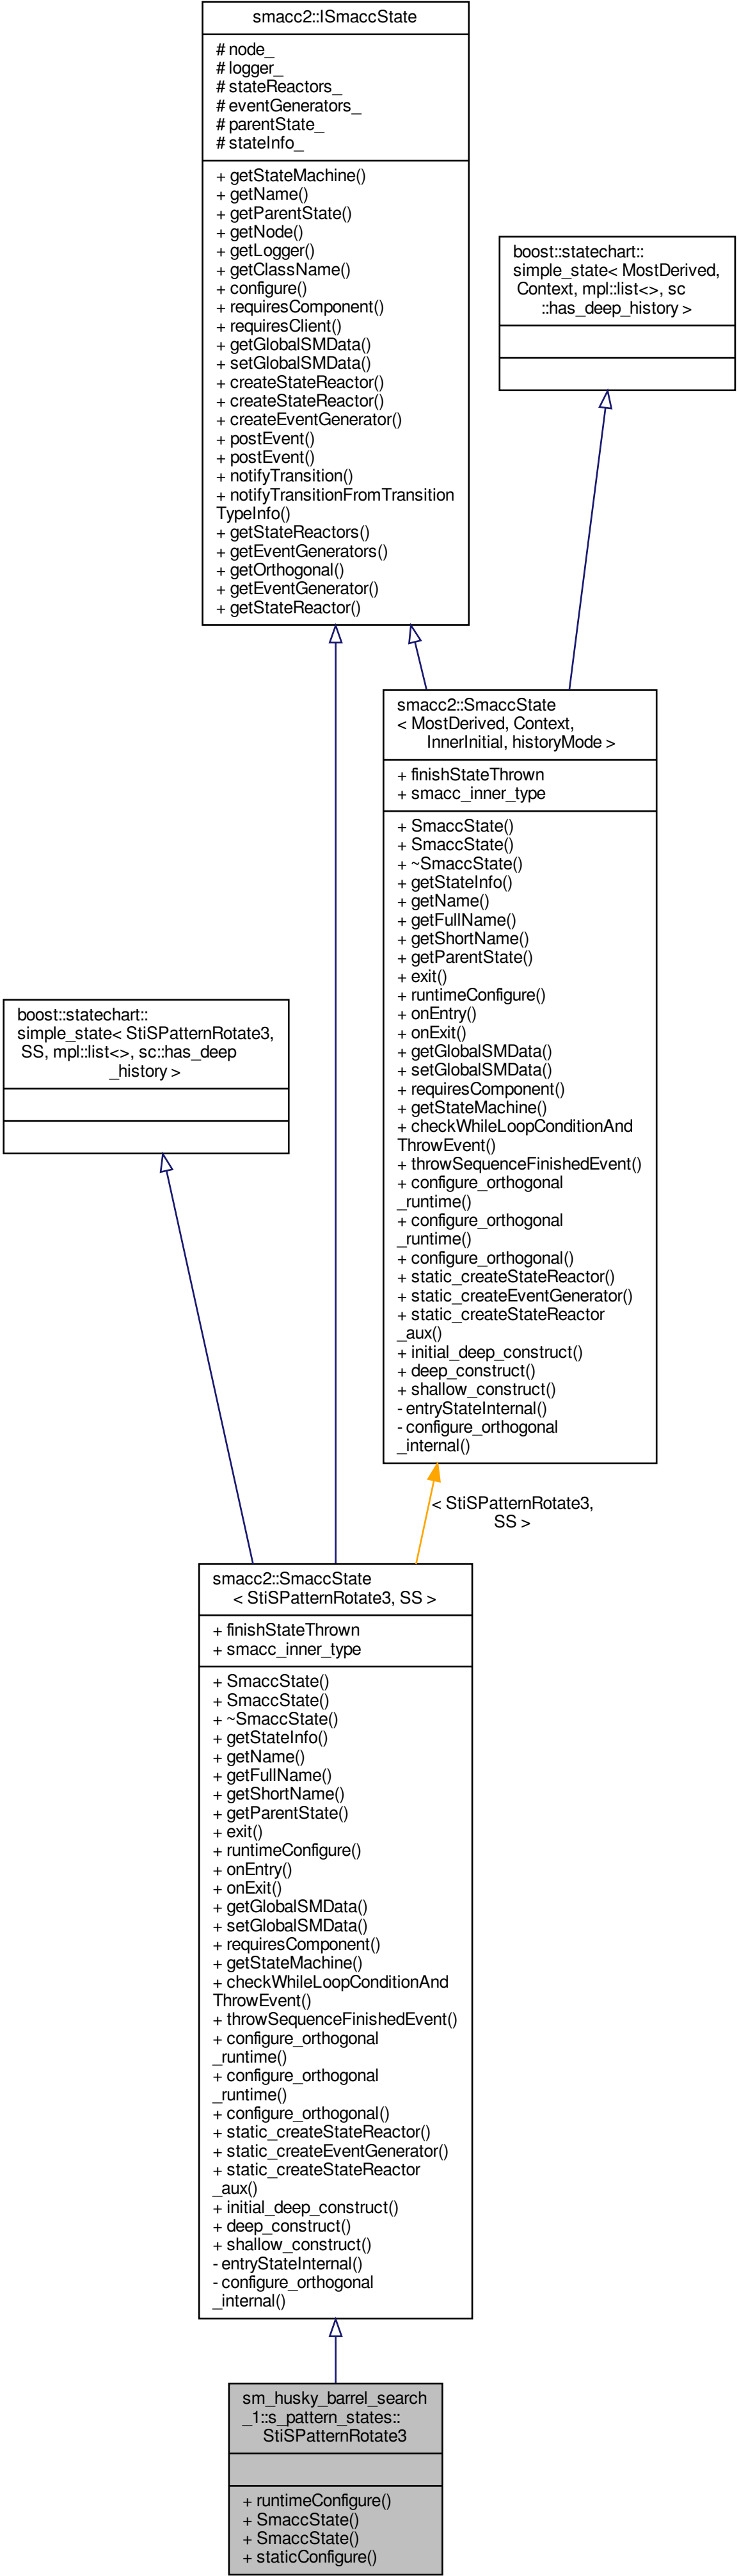 smacc2::ISmaccState
# node_
# logger_
# stateReactors_
# eventGenerators_
# parentState_
# stateInfo_
+ getStateMachine()
+ getName()
+ getParentState()
+ getNode()
+ getLogger()
+ getClassName()
+ configure()
+ requiresComponent()
+ requiresClient()
+ getGlobalSMData()
+ setGlobalSMData()
+ createStateReactor()
+ createStateReactor()
+ createEventGenerator()
+ postEvent()
+ postEvent()
+ notifyTransition()
+ notifyTransitionFromTransition
TypeInfo()
+ getStateReactors()
+ getEventGenerators()
+ getOrthogonal()
+ getEventGenerator()
+ getStateReactor()
boost::statechart::
simple_state< MostDerived,
Context, mpl::list<>, sc
::has_deep_history >
smacc2::SmaccState
< MostDerived, Context,
InnerInitial, historyMode >
+ finishStateThrown
+ smacc_inner_type
+ SmaccState()
+ SmaccState()
+ ~SmaccState()
+ getStateInfo()
+ getName()
+ getFullName()
+ getShortName()
+ getParentState()
+ exit()
+ runtimeConfigure()
+ onEntry()
+ onExit()
+ getGlobalSMData()
+ setGlobalSMData()
+ requiresComponent()
+ getStateMachine()
+ checkWhileLoopConditionAnd
ThrowEvent()
+ throwSequenceFinishedEvent()
+ configure_orthogonal
_runtime()
+ configure_orthogonal
_runtime()
+ configure_orthogonal()
+ static_createStateReactor()
+ static_createEventGenerator()
+ static_createStateReactor
_aux()
+ initial_deep_construct()
+ deep_construct()
+ shallow_construct()
- entryStateInternal()
- configure_orthogonal
_internal()
boost::statechart::
simple_state< StiSPatternRotate3,
SS, mpl::list<>, sc::has_deep
_history >
< StiSPatternRotate3,
SS >
smacc2::SmaccState
< StiSPatternRotate3, SS >
+ finishStateThrown
+ smacc_inner_type
+ SmaccState()
+ SmaccState()
+ ~SmaccState()
+ getStateInfo()
+ getName()
+ getFullName()
+ getShortName()
+ getParentState()
+ exit()
+ runtimeConfigure()
+ onEntry()
+ onExit()
+ getGlobalSMData()
+ setGlobalSMData()
+ requiresComponent()
+ getStateMachine()
+ checkWhileLoopConditionAnd
ThrowEvent()
+ throwSequenceFinishedEvent()
+ configure_orthogonal
_runtime()
+ configure_orthogonal
_runtime()
+ configure_orthogonal()
+ static_createStateReactor()
+ static_createEventGenerator()
+ static_createStateReactor
_aux()
+ initial_deep_construct()
+ deep_construct()
+ shallow_construct()
- entryStateInternal()
- configure_orthogonal
_internal()
sm_husky_barrel_search
_1::s_pattern_states::
StiSPatternRotate3
+ runtimeConfigure()
+ SmaccState()
+ SmaccState()
+ staticConfigure()